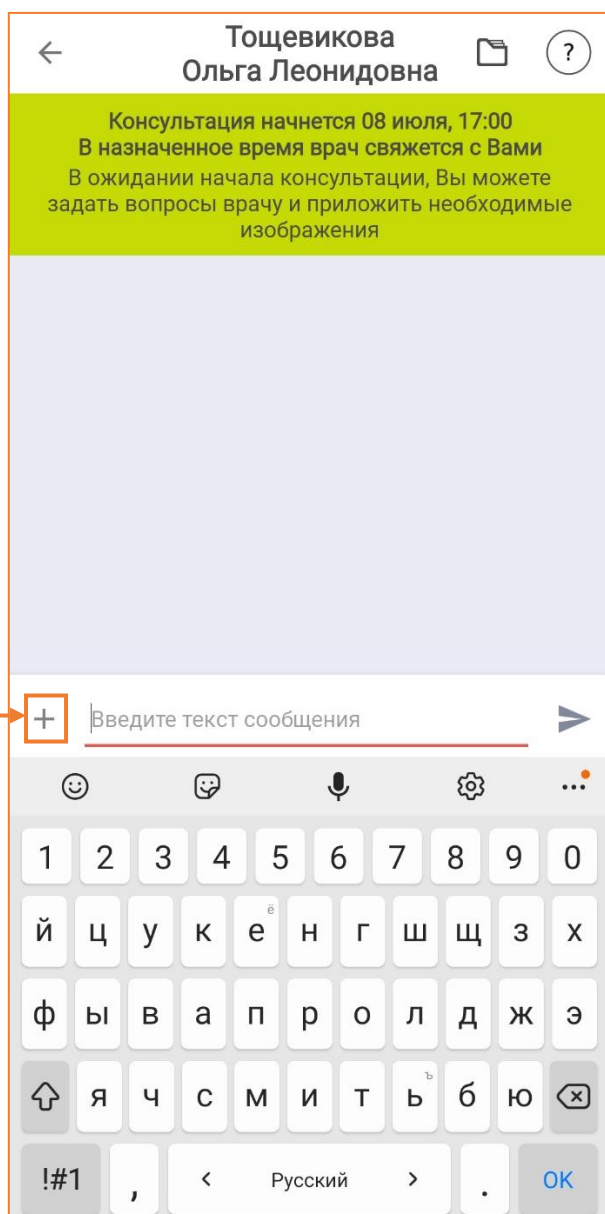 Тощевикова
Ольга Леонидовна
?
Консультация начнется 08 июля, 17:00
В назначенное время врач свяжется с Вами
В ожидании начала консультации, Вы можете
задать вопросы врачу и приложить необходимые
изображения
+ Введите текст сообщения
1 2 3 4 5 6 7 8 9 0
й ц у к е ё н г ш щ з х
ф ы в а п р о л д ж э
я ч с м и т ь ъ б ю
!#1 , < Русский > . OK